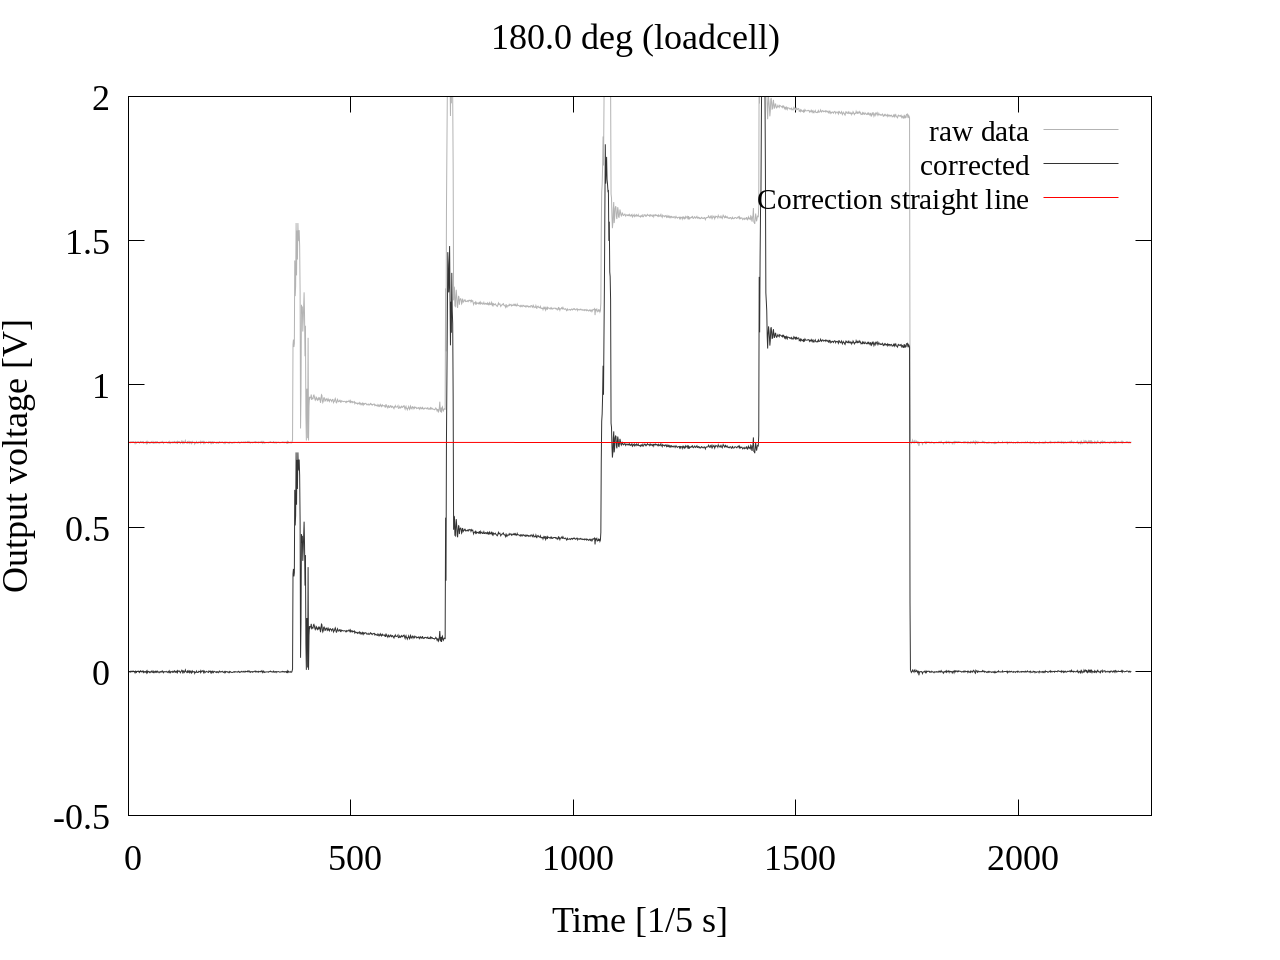 180.0 deg (loadcell)
2
1.5
1
0.5
0
-0.5
Output voltage [V]
raw data
corrected
Correction straight line
0 500 1000 1500 2000
Time [1/5 s]